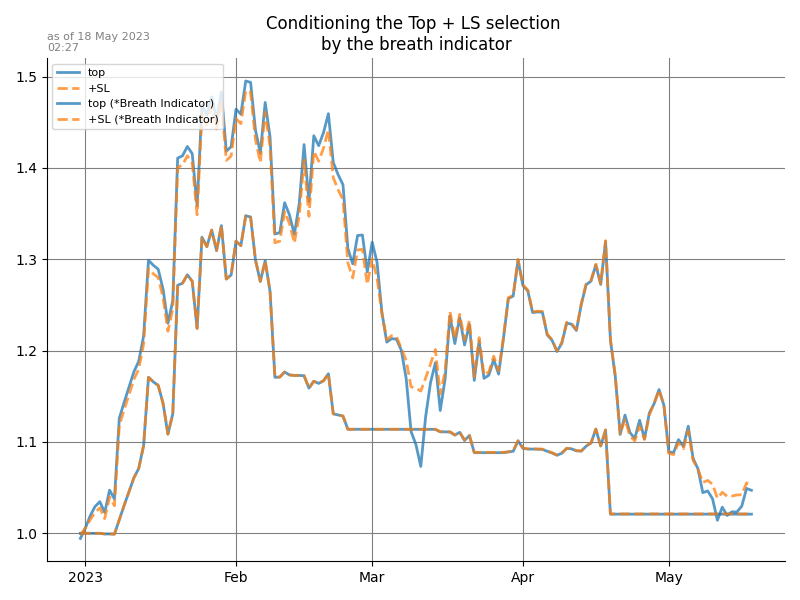 Conditioning the Top + LS selection
by the breath indicator
as of 18 May 2023
02:27
top
+SL
top (*Breath Indicator)
+SL (*Breath Indicator)
1.5
1.4
1.3
1.2
1.1
1.0
2023 Feb Mar Apr May